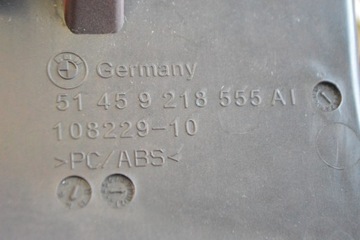 Germany
51 45 9 218 555 AI
108229-10
>PC/ABS<